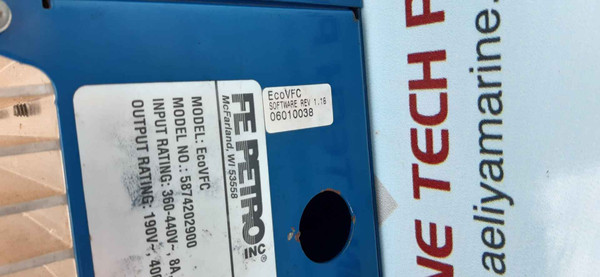 EcoVFC
SOFTWARE REV 1.16
06010038
FE PETRO INC®
McFarland, WI 53558
MODEL: EcoVFC
MODEL NO.: 5874202900
INPUT RATING: 360-440V~, 8A,
OUTPUT RATING: 190V~, 400
NE TECH P
aeliyamarine.